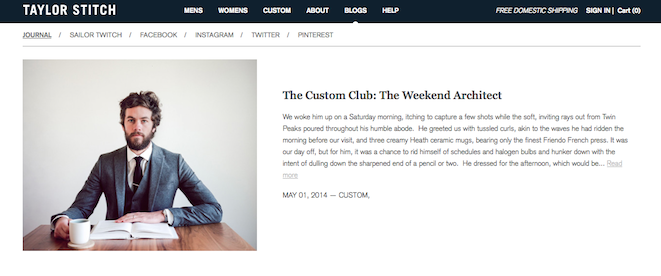 TAYLOR STITCH
MENS WOMENS CUSTOM ABOUT BLOGS HELP
FREE DOMESTIC SHIPPING SIGN IN | Cart (0)
JOURNAL / SAILOR TWITCH / FACEBOOK / INSTAGRAM / TWITTER / PINTEREST
The Custom Club: The Weekend Architect
We woke him up on a Saturday morning, itching to capture a few shots while the soft, inviting rays out from Twin
Peaks poured throughout his humble abode. He greeted us with tussled curls, akin to the waves he had ridden the
morning before our visit, and three creamy Heath ceramic mugs, bearing only the finest Friendo French press. It was
our day off, but for him, it was a chance to rid himself of schedules and halogen bulbs and hunker down with the
intent of dulling down the sharpened end of a pencil or two. He dressed for the afternoon, which would be... Read
more
MAY 01, 2014 — CUSTOM,